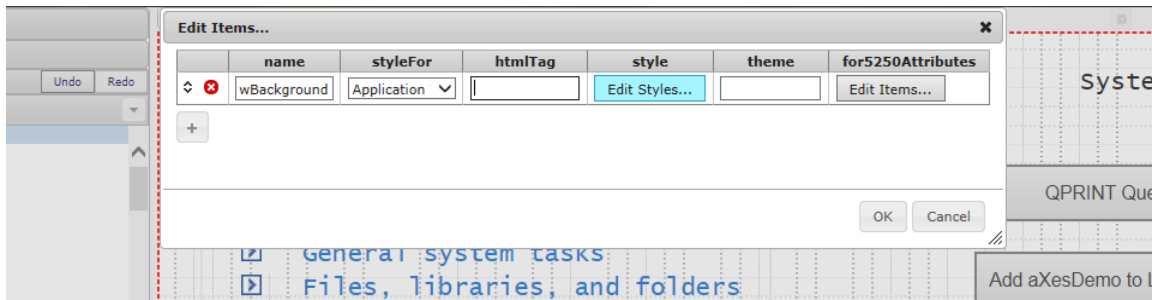 Edit Items...
name styleFor htmlTag style theme for5250Attributes
Undo Redo
wBackground Application Edit Styles... Edit Items...
Syste
+
QPRINT Que
OK Cancel
General system tasks
Files, libraries, and folders
Add aXesDemo to L